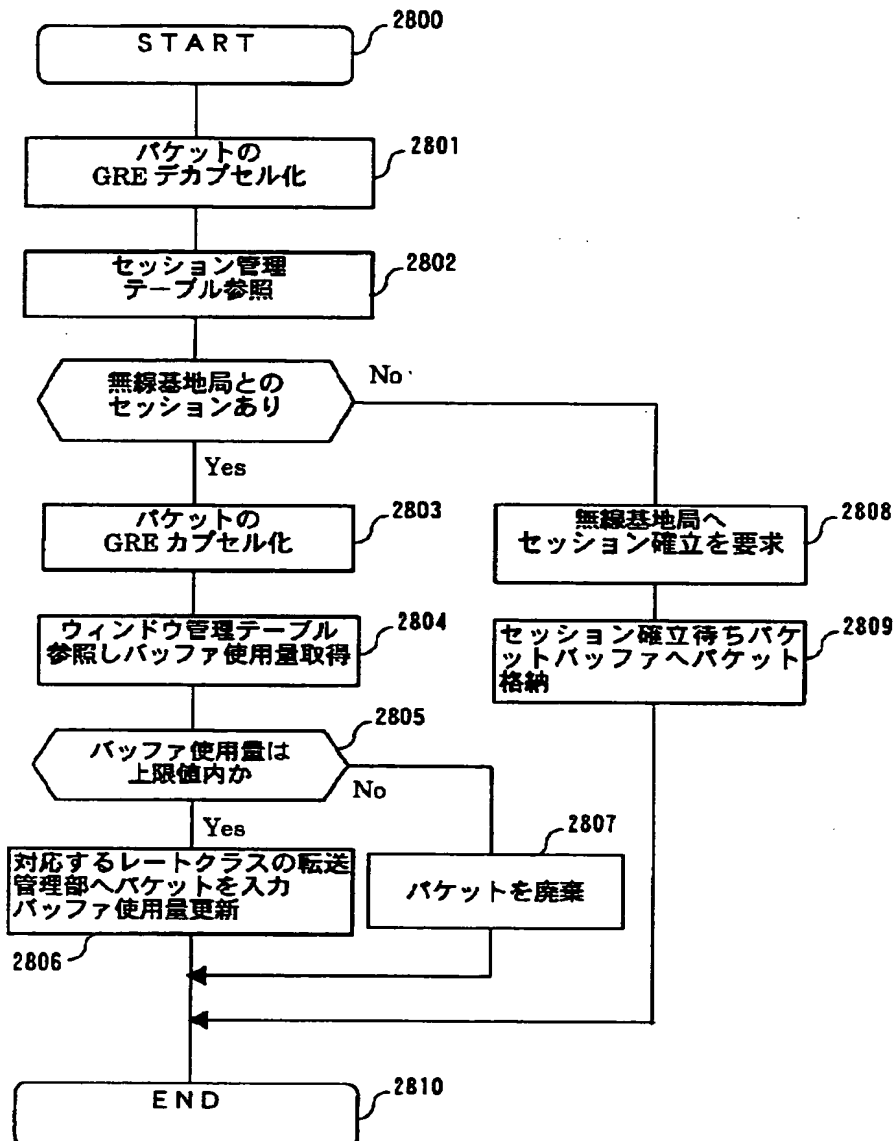 START
2800
パケットの
GRE デカプセル化
2801
セッション管理
テーブル参照
2802
無線基地局との
セッションあり
No
Yes
パケットの
GRE カプセル化
2803
無線基地局へ
セッション確立を要求
2808
ウィンドウ管理テーブル
参照しバッファ使用量取得
2804
セッション確立待ちパケ
ットバッファへパケット
格納
2809
バッファ使用量は
上限値内か
2805
No
Yes
対応するレートクラスの転送
管理部へパケットを入力
バッファ使用量更新
2806
パケットを廃棄
2807
END
2810